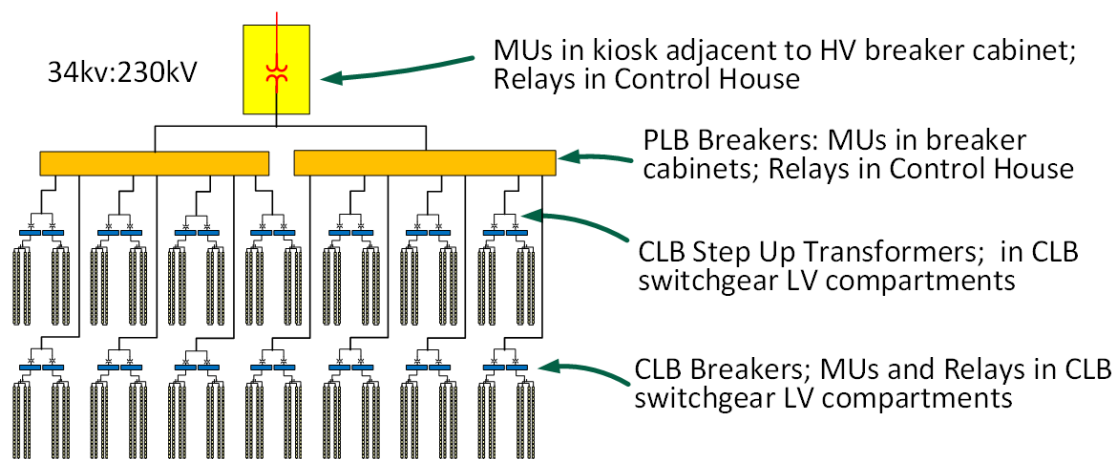 34kv:230kV
MUs in kiosk adjacent to HV breaker cabinet;
Relays in Control House
PLB Breakers: MUs in breaker
cabinets; Relays in Control House
CLB Step Up Transformers;  in CLB
switchgear LV compartments
CLB Breakers; MUs and Relays in CLB
switchgear LV compartments